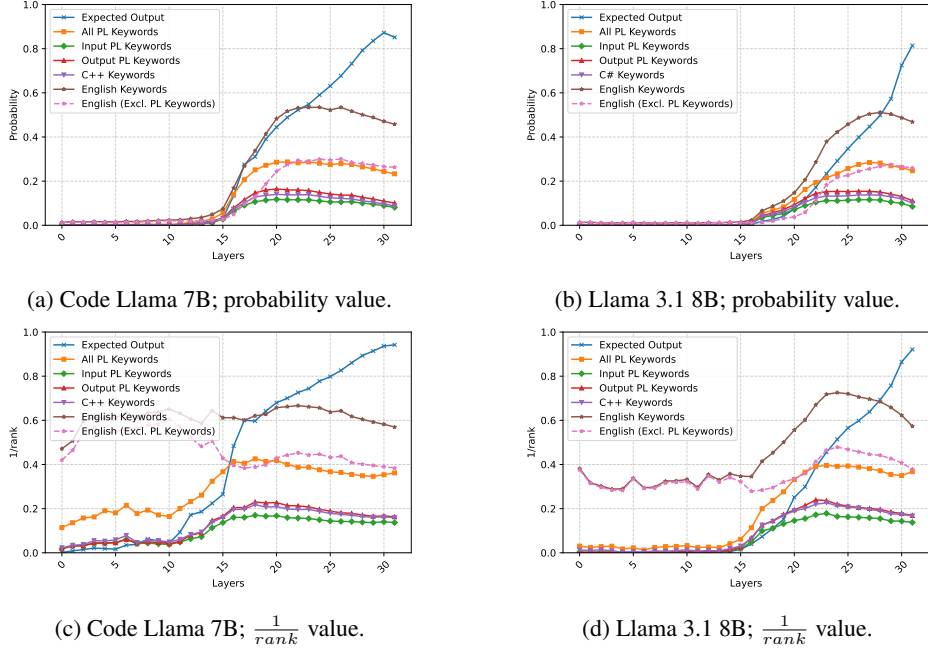 1.0
0.8
0.6
0.4
0.2
0.0
Probability
Expected Output
All PL Keywords
Input PL Keywords
Output PL Keywords
C++ Keywords
English Keywords
English (Excl. PL Keywords)
0 5 10 15 20 25 30
Layers
(a) Code Llama 7B; probability value.
1.0
0.8
0.6
0.4
0.2
0.0
Probability
Expected Output
All PL Keywords
Input PL Keywords
Output PL Keywords
C# Keywords
English Keywords
English (Excl. PL Keywords)
0 5 10 15 20 25 30
Layers
(b) Llama 3.1 8B; probability value.
1.0
0.8
0.6
0.4
0.2
0.0
1/rank
Expected Output
All PL Keywords
Input PL Keywords
Output PL Keywords
C++ Keywords
English Keywords
English (Excl. PL Keywords)
0 5 10 15 20 25 30
Layers
(c) Code Llama 7B; 1/rank value.
1.0
0.8
0.6
0.4
0.2
0.0
1/rank
Expected Output
All PL Keywords
Input PL Keywords
Output PL Keywords
C++ Keywords
English Keywords
English (Excl. PL Keywords)
0 5 10 15 20 25 30
Layers
(d) Llama 3.1 8B; 1/rank value.